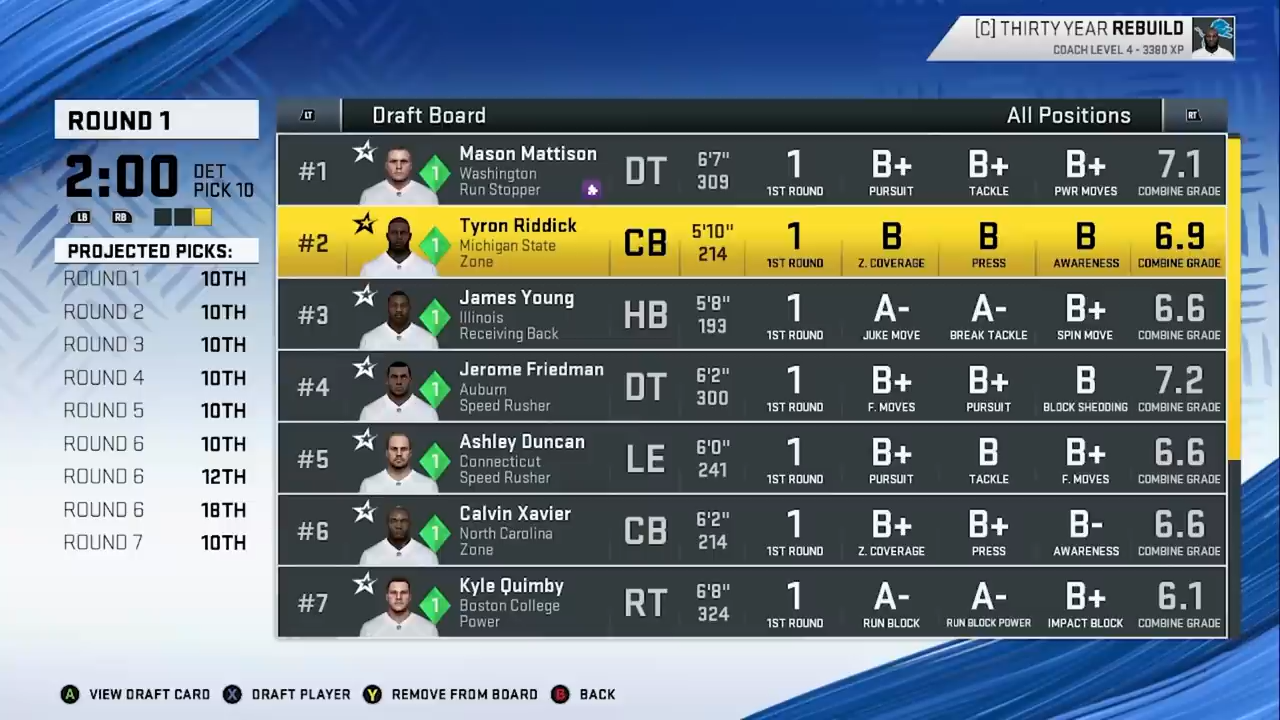 [C] THIRTY YEAR REBUILD
COACH LEVEL 4 - 3380 XP
ROUND 1
2:00 DET PICK 10
LB RB
PROJECTED PICKS:
ROUND 1 10TH
ROUND 2 10TH
ROUND 3 10TH
ROUND 4 10TH
ROUND 5 10TH
ROUND 6 10TH
ROUND 6 12TH
ROUND 6 18TH
ROUND 7 10TH
LT Draft Board All Positions RT
#1 1 Mason Mattison Washington Run Stopper DT 6'7" 309 1 1ST ROUND B+ PURSUIT B+ TACKLE B+ PWR MOVES 7.1 COMBINE GRADE
#2 1 Tyron Riddick Michigan State Zone CB 5'10" 214 1 1ST ROUND B Z. COVERAGE B PRESS B AWARENESS 6.9 COMBINE GRADE
#3 1 James Young Illinois Receiving Back HB 5'8" 193 1 1ST ROUND A- JUKE MOVE A- BREAK TACKLE B+ SPIN MOVE 6.6 COMBINE GRADE
#4 1 Jerome Friedman Auburn Speed Rusher DT 6'2" 300 1 1ST ROUND B+ F. MOVES B+ PURSUIT B BLOCK SHEDDING 7.2 COMBINE GRADE
#5 1 Ashley Duncan Connecticut Speed Rusher LE 6'0" 241 1 1ST ROUND B+ PURSUIT B TACKLE B+ F. MOVES 6.6 COMBINE GRADE
#6 1 Calvin Xavier North Carolina Zone CB 6'2" 214 1 1ST ROUND B+ Z. COVERAGE B+ PRESS B- AWARENESS 6.6 COMBINE GRADE
#7 1 Kyle Quimby Boston College Power RT 6'8" 324 1 1ST ROUND A- RUN BLOCK A- RUN BLOCK POWER B+ IMPACT BLOCK 6.1 COMBINE GRADE
A VIEW DRAFT CARD X DRAFT PLAYER Y REMOVE FROM BOARD B BACK